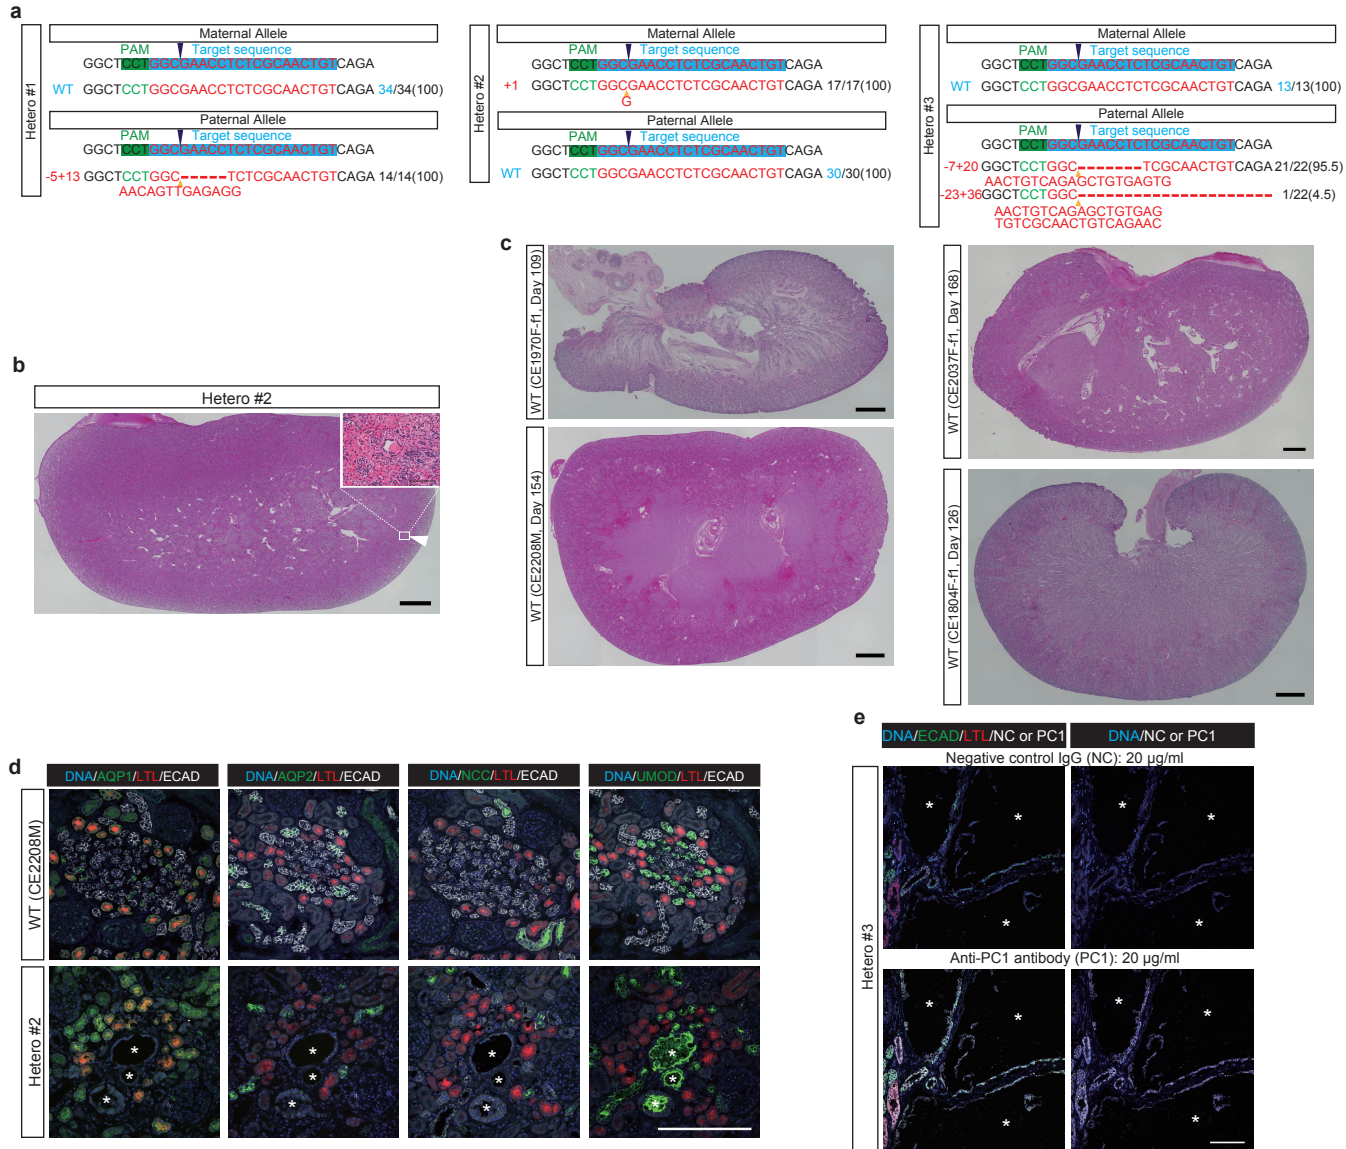 a
Hetero #1
Maternal Allele
PAM Target sequence
GGCTCCTGGCGAACCTCTCGCAACTGTCAGA
WT GGCTCCTGGCGAACCTCTCGCAACTGTCAGA 34/34(100)
Paternal Allele
PAM Target sequence
GGCTCCTGGCGAACCTCTCGCAACTGTCAGA
-5+13 GGCTCCTGGC-----TCTCGCAACTGTCAGA 14/14(100)
AACAGTTGAGAGG
Hetero #2
Maternal Allele
PAM Target sequence
GGCTCCTGGCGAACCTCTCGCAACTGTCAGA
+1 GGCTCCTGGCGAACCTCTCGCAACTGTCAGA 17/17(100)
G
Paternal Allele
PAM Target sequence
GGCTCCTGGCGAACCTCTCGCAACTGTCAGA
WT GGCTCCTGGCGAACCTCTCGCAACTGTCAGA 30/30(100)
Hetero #3
Maternal Allele
PAM Target sequence
GGCTCCTGGCGAACCTCTCGCAACTGTCAGA
WT GGCTCCTGGCGAACCTCTCGCAACTGTCAGA 13/13(100)
Paternal Allele
PAM Target sequence
GGCTCCTGGCGAACCTCTCGCAACTGTCAGA
-7+20 GGCTCCTGGC-------TCGCAACTGTCAGA 21/22(95.5)
AACTGTCAGAGCTGTGAGTG
-23+36 GGCTCCTGGC----------------------- 1/22(4.5)
AACTGTCAGAGCTGTGAG
TGTCGCAACTGTCAGAAC
b
Hetero #2
c
WT (CE1970F-f1, Day 109)
WT (CE2037F-f1, Day 168)
WT (CE2208M, Day 154)
WT (CE1804F-f1, Day 126)
d
DNA/AQP1/LTL/ECAD
DNA/AQP2/LTL/ECAD
DNA/NCC/LTL/ECAD
DNA/UMOD/LTL/ECAD
WT (CE2208M)
Hetero #2
* * *
* * *
* * *
* * *
e
DNA/ECAD/LTL/NC or PC1
DNA/NC or PC1
Hetero #3
Negative control IgG (NC): 20 µg/ml
* * *
* * *
Anti-PC1 antibody (PC1): 20 µg/ml
* * *
* * *